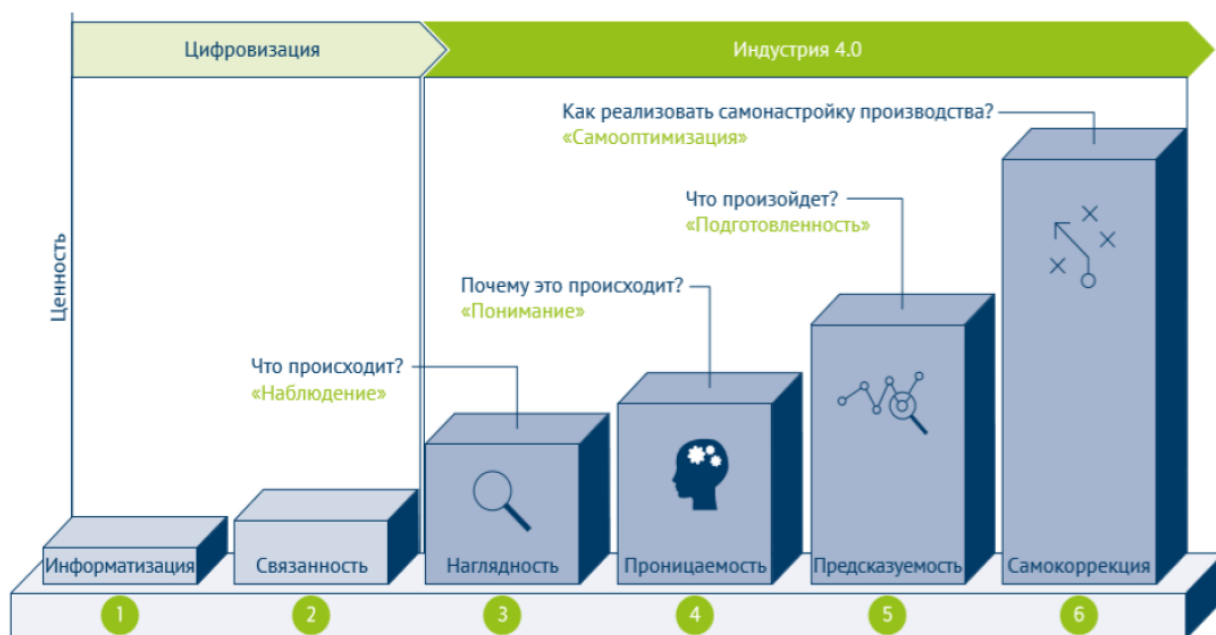 Цифровизация
Индустрия 4.0
Ценность
Как реализовать самонастройку производства?
«Самооптимизация»
Что произойдет?
«Подготовленность»
Почему это происходит?
«Понимание»
Что происходит?
«Наблюдение»
Информатизация
Связанность
Наглядность
Проницаемость
Предсказуемость
Самокоррекция
1
2
3
4
5
6